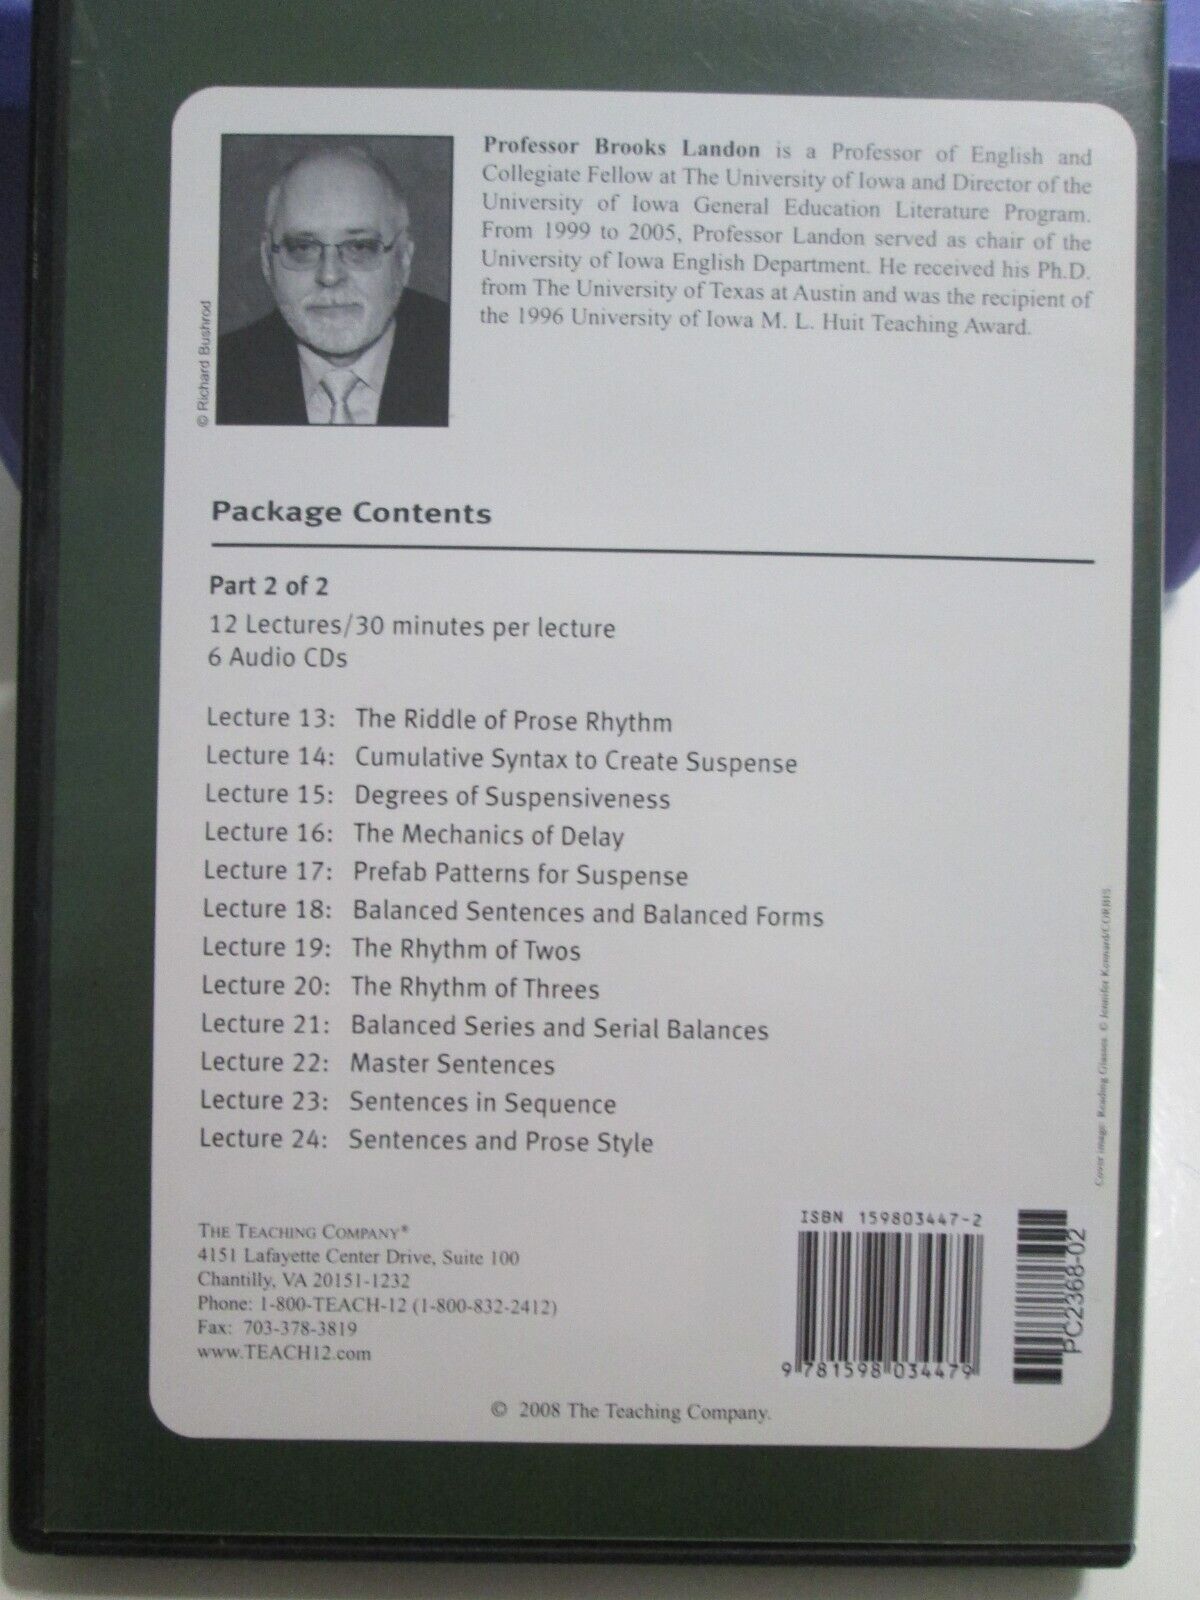 Professor Brooks Landon is a Professor of English and
Collegiate Fellow at The University of Iowa and Director of the
University of Iowa General Education Literature Program.
From 1999 to 2005, Professor Landon served as chair of the
University of Iowa English Department. He received his Ph.D.
from The University of Texas at Austin and was the recipient of
the 1996 University of Iowa M. L. Huit Teaching Award.
© Richard Bushrod
Package Contents
Part 2 of 2
12 Lectures/30 minutes per lecture
6 Audio CDs
Lecture 13: The Riddle of Prose Rhythm
Lecture 14: Cumulative Syntax to Create Suspense
Lecture 15: Degrees of Suspensiveness
Lecture 16: The Mechanics of Delay
Lecture 17: Prefab Patterns for Suspense
Lecture 18: Balanced Sentences and Balanced Forms
Lecture 19: The Rhythm of Twos
Lecture 20: The Rhythm of Threes
Lecture 21: Balanced Series and Serial Balances
Lecture 22: Master Sentences
Lecture 23: Sentences in Sequence
Lecture 24: Sentences and Prose Style
Cover image: Reading Glasses © Jennifer Kennard/CORBIS
THE TEACHING COMPANY®
4151 Lafayette Center Drive, Suite 100
Chantilly, VA 20151-1232
Phone: 1-800-TEACH-12 (1-800-832-2412)
Fax: 703-378-3819
www.TEACH12.com
ISBN 159803447-2
9 781598 034479
PC2368-02
© 2008 The Teaching Company.